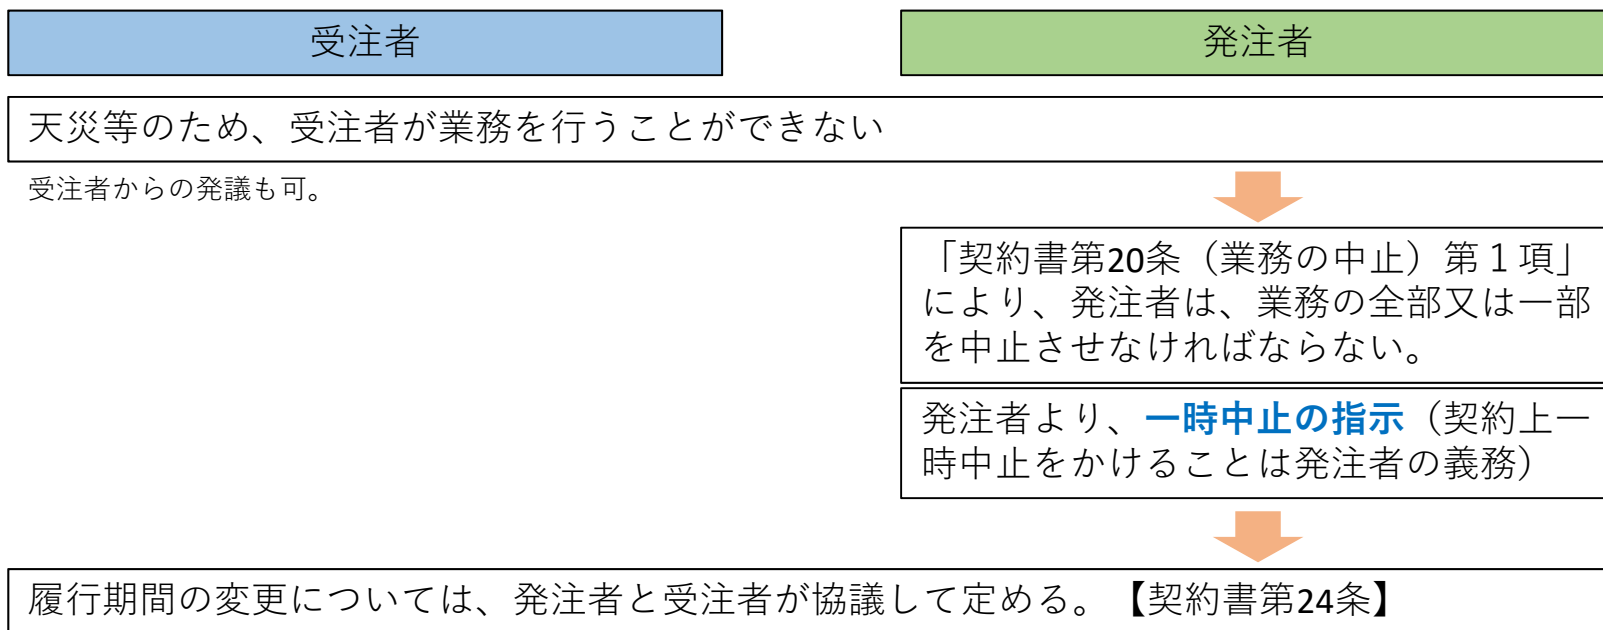 受注者
発注者
天災等のため、受注者が業務を行うことができない
受注者からの発議も可。
「契約書第20条（業務の中止）第１項」
により、発注者は、業務の全部又は一部
を中止させなければならない。
発注者より、一時中止の指示（契約上一
時中止をかけることは発注者の義務）
履行期間の変更については、発注者と受注者が協議して定める。【契約書第24条】